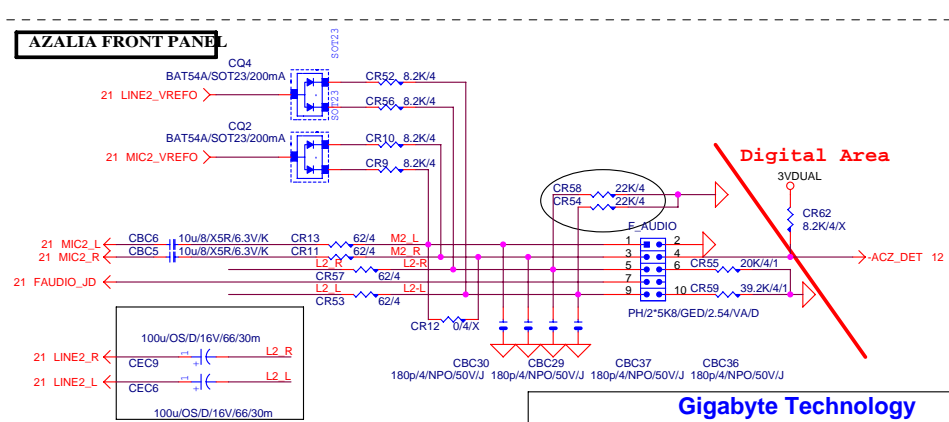 AZALIA FRONT PANEL
SOT23
CQ4
BAT54A/SOT23/200mA
CR52 8.2K/4
21 LINE2_VREFO
CR56 8.2K/4
SOT23
CQ2
BAT54A/SOT23/200mA
CR10 8.2K/4
21 MIC2_VREFO
CR9 8.2K/4
Digital Area
3VDUAL
CR58 22K/4
CR54 22K/4
CR62
8.2K/4/X
F_AUDIO
21 MIC2_L CBC6 10u/8/X5R/6.3V/K CR13 62/4 M2_L 1 2
21 MIC2_R CBC5 10u/8/X5R/6.3V/K CR11 62/4 M2_R 3 4 -ACZ_DET 12
L2_R L2-R 5 6 CR55 20K/4/1
CR57 62/4
21 FAUDIO_JD 7 8
L2_L L2-L 9 10 CR59 39.2K/4/1
CR53 62/4
PH/2*5K8/GED/2.54/VA/D
CR12 0/4/X
100u/OS/D/16V/66/30m
21 LINE2_R 1 L2_R
CEC9
21 LINE2_L 1 L2_L
CEC6
100u/OS/D/16V/66/30m
CBC30 CBC29 CBC37 CBC36
180p/4/NPO/50V/J 180p/4/NPO/50V/J 180p/4/NPO/50V/J 180p/4/NPO/50V/J
Gigabyte Technology